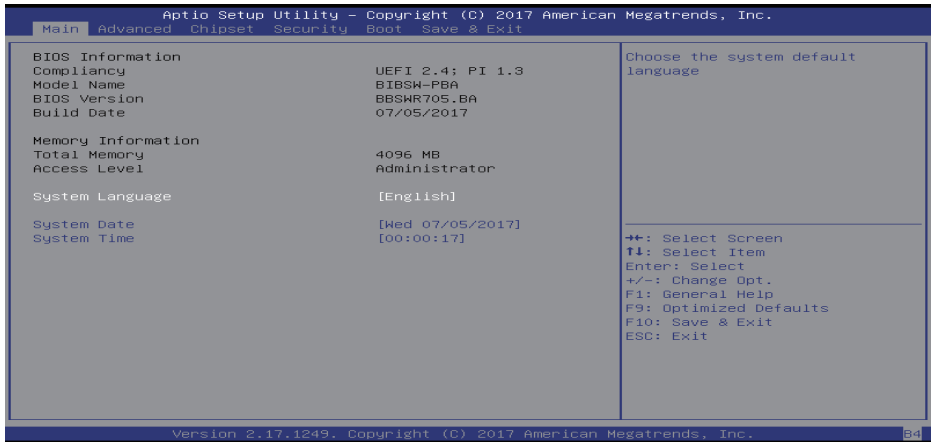 Aptio Setup Utility – Copyright (C) 2017 American Megatrends, Inc.
Main Advanced Chipset Security Boot Save & Exit
BIOS Information
Compliancy UEFI 2.4; PI 1.3
Model Name BIBSW-PBA
BIOS Version BBSWR705.BA
Build Date 07/05/2017
Memory Information
Total Memory 4096 MB
Access Level Administrator
System Language [English]
System Date [Wed 07/05/2017]
System Time [00:00:17]
Choose the system default
language
→←: Select Screen
↑↓: Select Item
Enter: Select
+/-: Change Opt.
F1: General Help
F9: Optimized Defaults
F10: Save & Exit
ESC: Exit
Version 2.17.1249. Copyright (C) 2017 American Megatrends, Inc.
B4